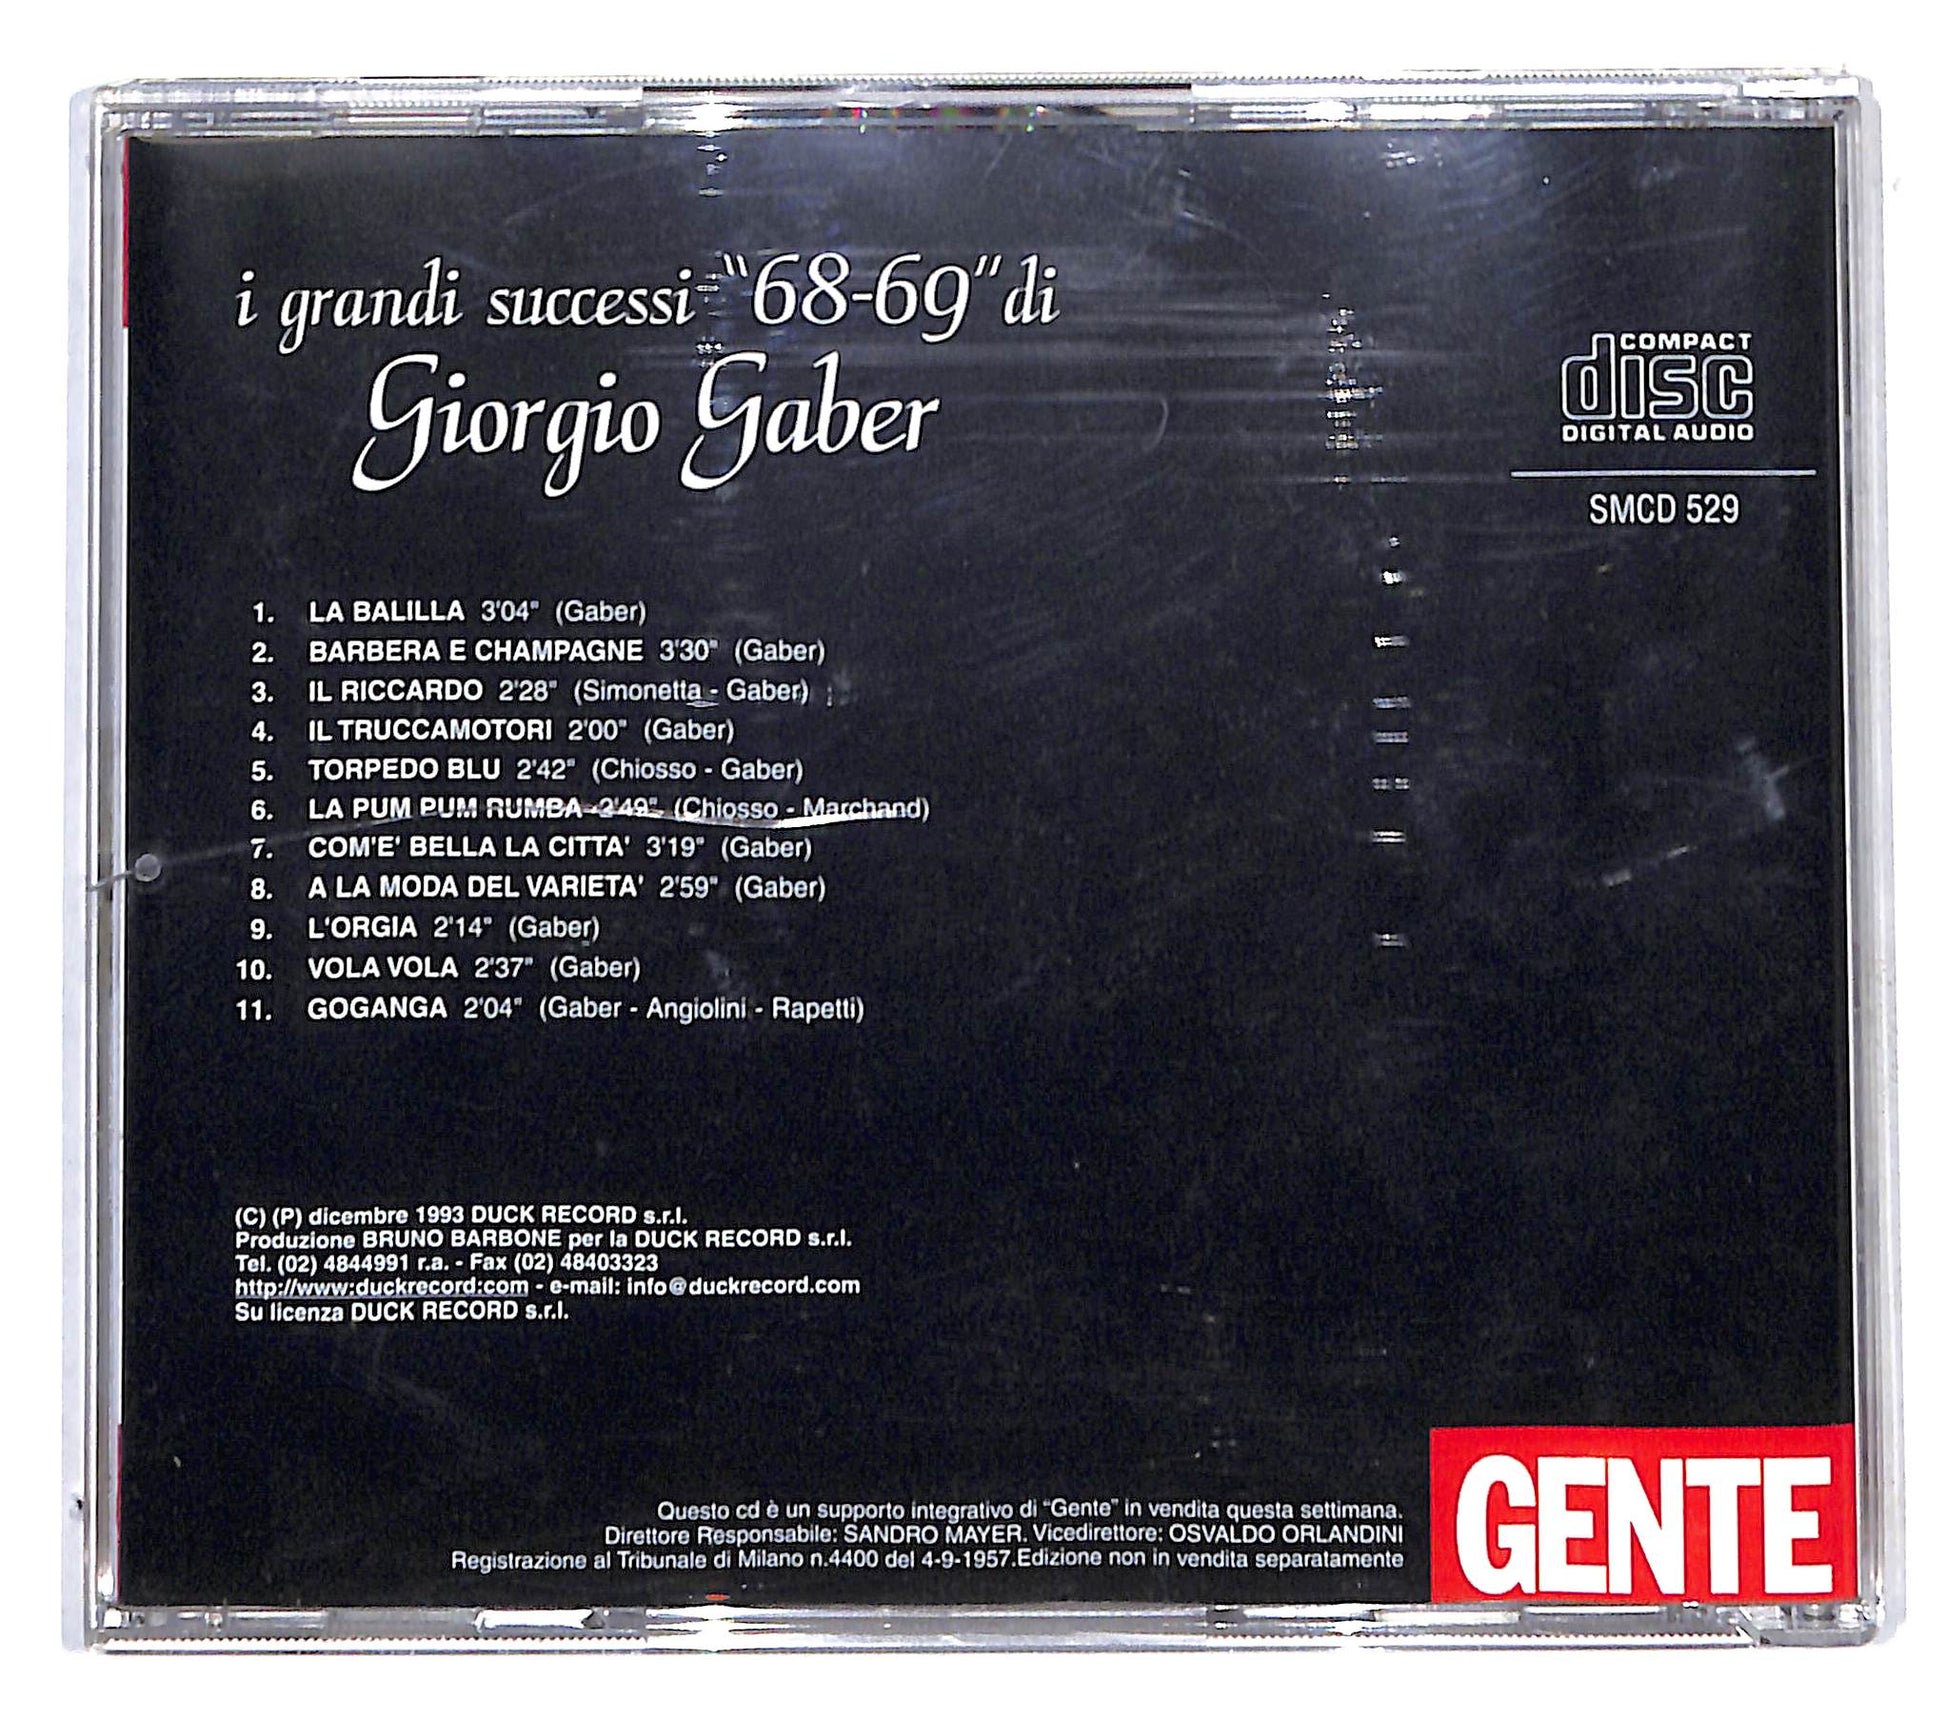 i grandi successi "68-69" di
Giorgio Gaber
COMPACT
disc
DIGITAL AUDIO
SMCD 529
1. LA BALILLA 3'04" (Gaber)
2. BARBERA E CHAMPAGNE 3'30" (Gaber)
3. IL RICCARDO 2'28" (Simonetta - Gaber)
4. IL TRUCCAMOTORI 2'00" (Gaber)
5. TORPEDO BLU 2'42" (Chiosso - Gaber)
6. LA PUM PUM RUMBA 2'49" (Chiosso - Marchand)
7. COM'E' BELLA LA CITTA' 3'19" (Gaber)
8. A LA MODA DEL VARIETA' 2'59" (Gaber)
9. L'ORGIA 2'14" (Gaber)
10. VOLA VOLA 2'37" (Gaber)
11. GOGANGA 2'04" (Gaber - Angiolini - Rapetti)
(C) (P) dicembre 1993 DUCK RECORD s.r.l.
Produzione BRUNO BARBONE per la DUCK RECORD s.r.l.
Tel. (02) 4844991 r.a. - Fax (02) 48403323
http://www:duckrecord:com - e-mail: info@duckrecord.com
Su licenza DUCK RECORD s.r.l.
Questo cd è un supporto integrativo di "Gente" in vendita questa settimana.
Direttore Responsabile: SANDRO MAYER. Vicedirettore: OSVALDO ORLANDINI
Registrazione al Tribunale di Milano n.4400 del 4-9-1957.Edizione non in vendita separatamente
GENTE